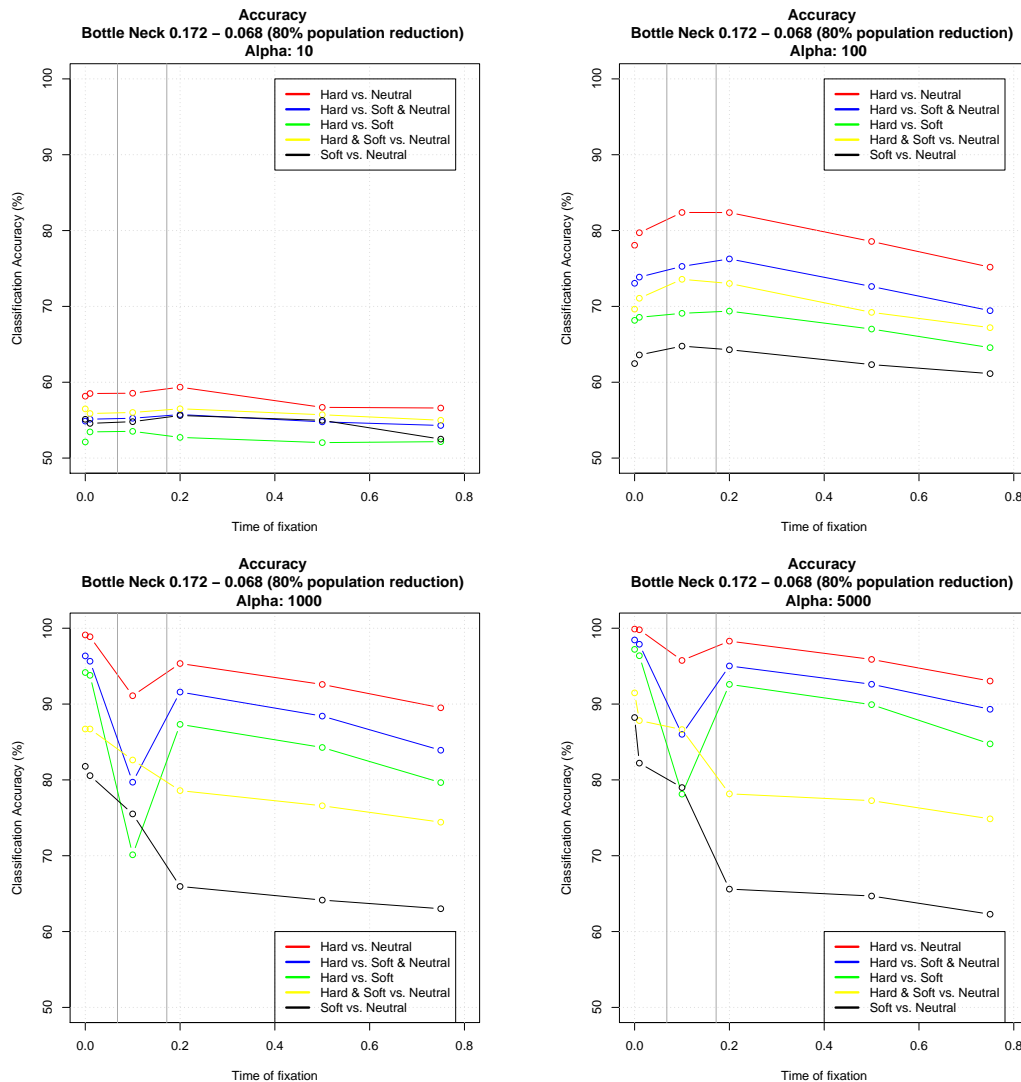 Accuracy
Bottle Neck 0.172 − 0.068 (80% population reduction)
Alpha: 10
Classification Accuracy (%)
100
90
80
70
60
50
Hard vs. Neutral
Hard vs. Soft & Neutral
Hard vs. Soft
Hard & Soft vs. Neutral
Soft vs. Neutral
0.0 0.2 0.4 0.6 0.8
Time of fixation
Accuracy
Bottle Neck 0.172 − 0.068 (80% population reduction)
Alpha: 100
Classification Accuracy (%)
100
90
80
70
60
50
Hard vs. Neutral
Hard vs. Soft & Neutral
Hard vs. Soft
Hard & Soft vs. Neutral
Soft vs. Neutral
0.0 0.2 0.4 0.6 0.8
Time of fixation
Accuracy
Bottle Neck 0.172 − 0.068 (80% population reduction)
Alpha: 1000
Classification Accuracy (%)
100
90
80
70
60
50
Hard vs. Neutral
Hard vs. Soft & Neutral
Hard vs. Soft
Hard & Soft vs. Neutral
Soft vs. Neutral
0.0 0.2 0.4 0.6 0.8
Time of fixation
Accuracy
Bottle Neck 0.172 − 0.068 (80% population reduction)
Alpha: 5000
Classification Accuracy (%)
100
90
80
70
60
50
Hard vs. Neutral
Hard vs. Soft & Neutral
Hard vs. Soft
Hard & Soft vs. Neutral
Soft vs. Neutral
0.0 0.2 0.4 0.6 0.8
Time of fixation